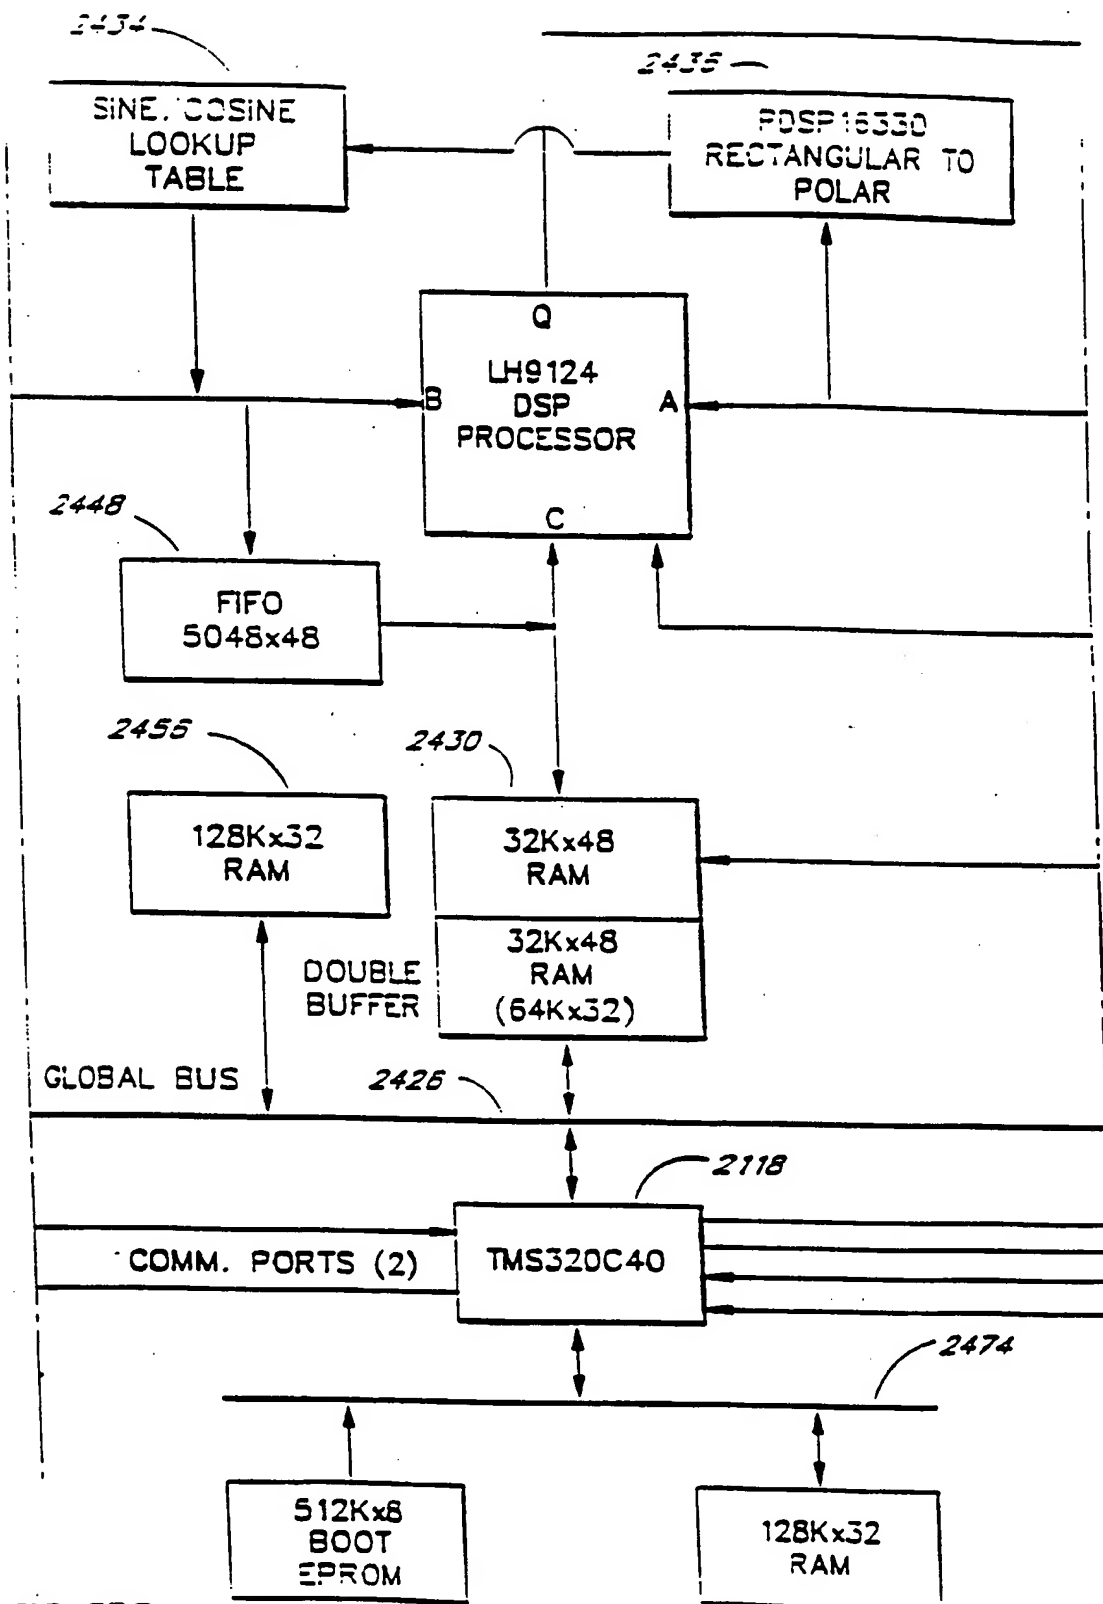 2434
2436
SINE/COSINE
LOOKUP
TABLE
PDSP16330
RECTANGULAR TO
POLAR
Q
LH9124
DSP
PROCESSOR
B
A
C
2448
FIFO
5048x48
2456
2430
128Kx32
RAM
32Kx48
RAM
32Kx48
RAM
(64Kx32)
DOUBLE
BUFFER
GLOBAL BUS
2426
2118
TMS320C40
COMM. PORTS (2)
2474
512Kx8
BOOT
EPROM
128Kx32
RAM